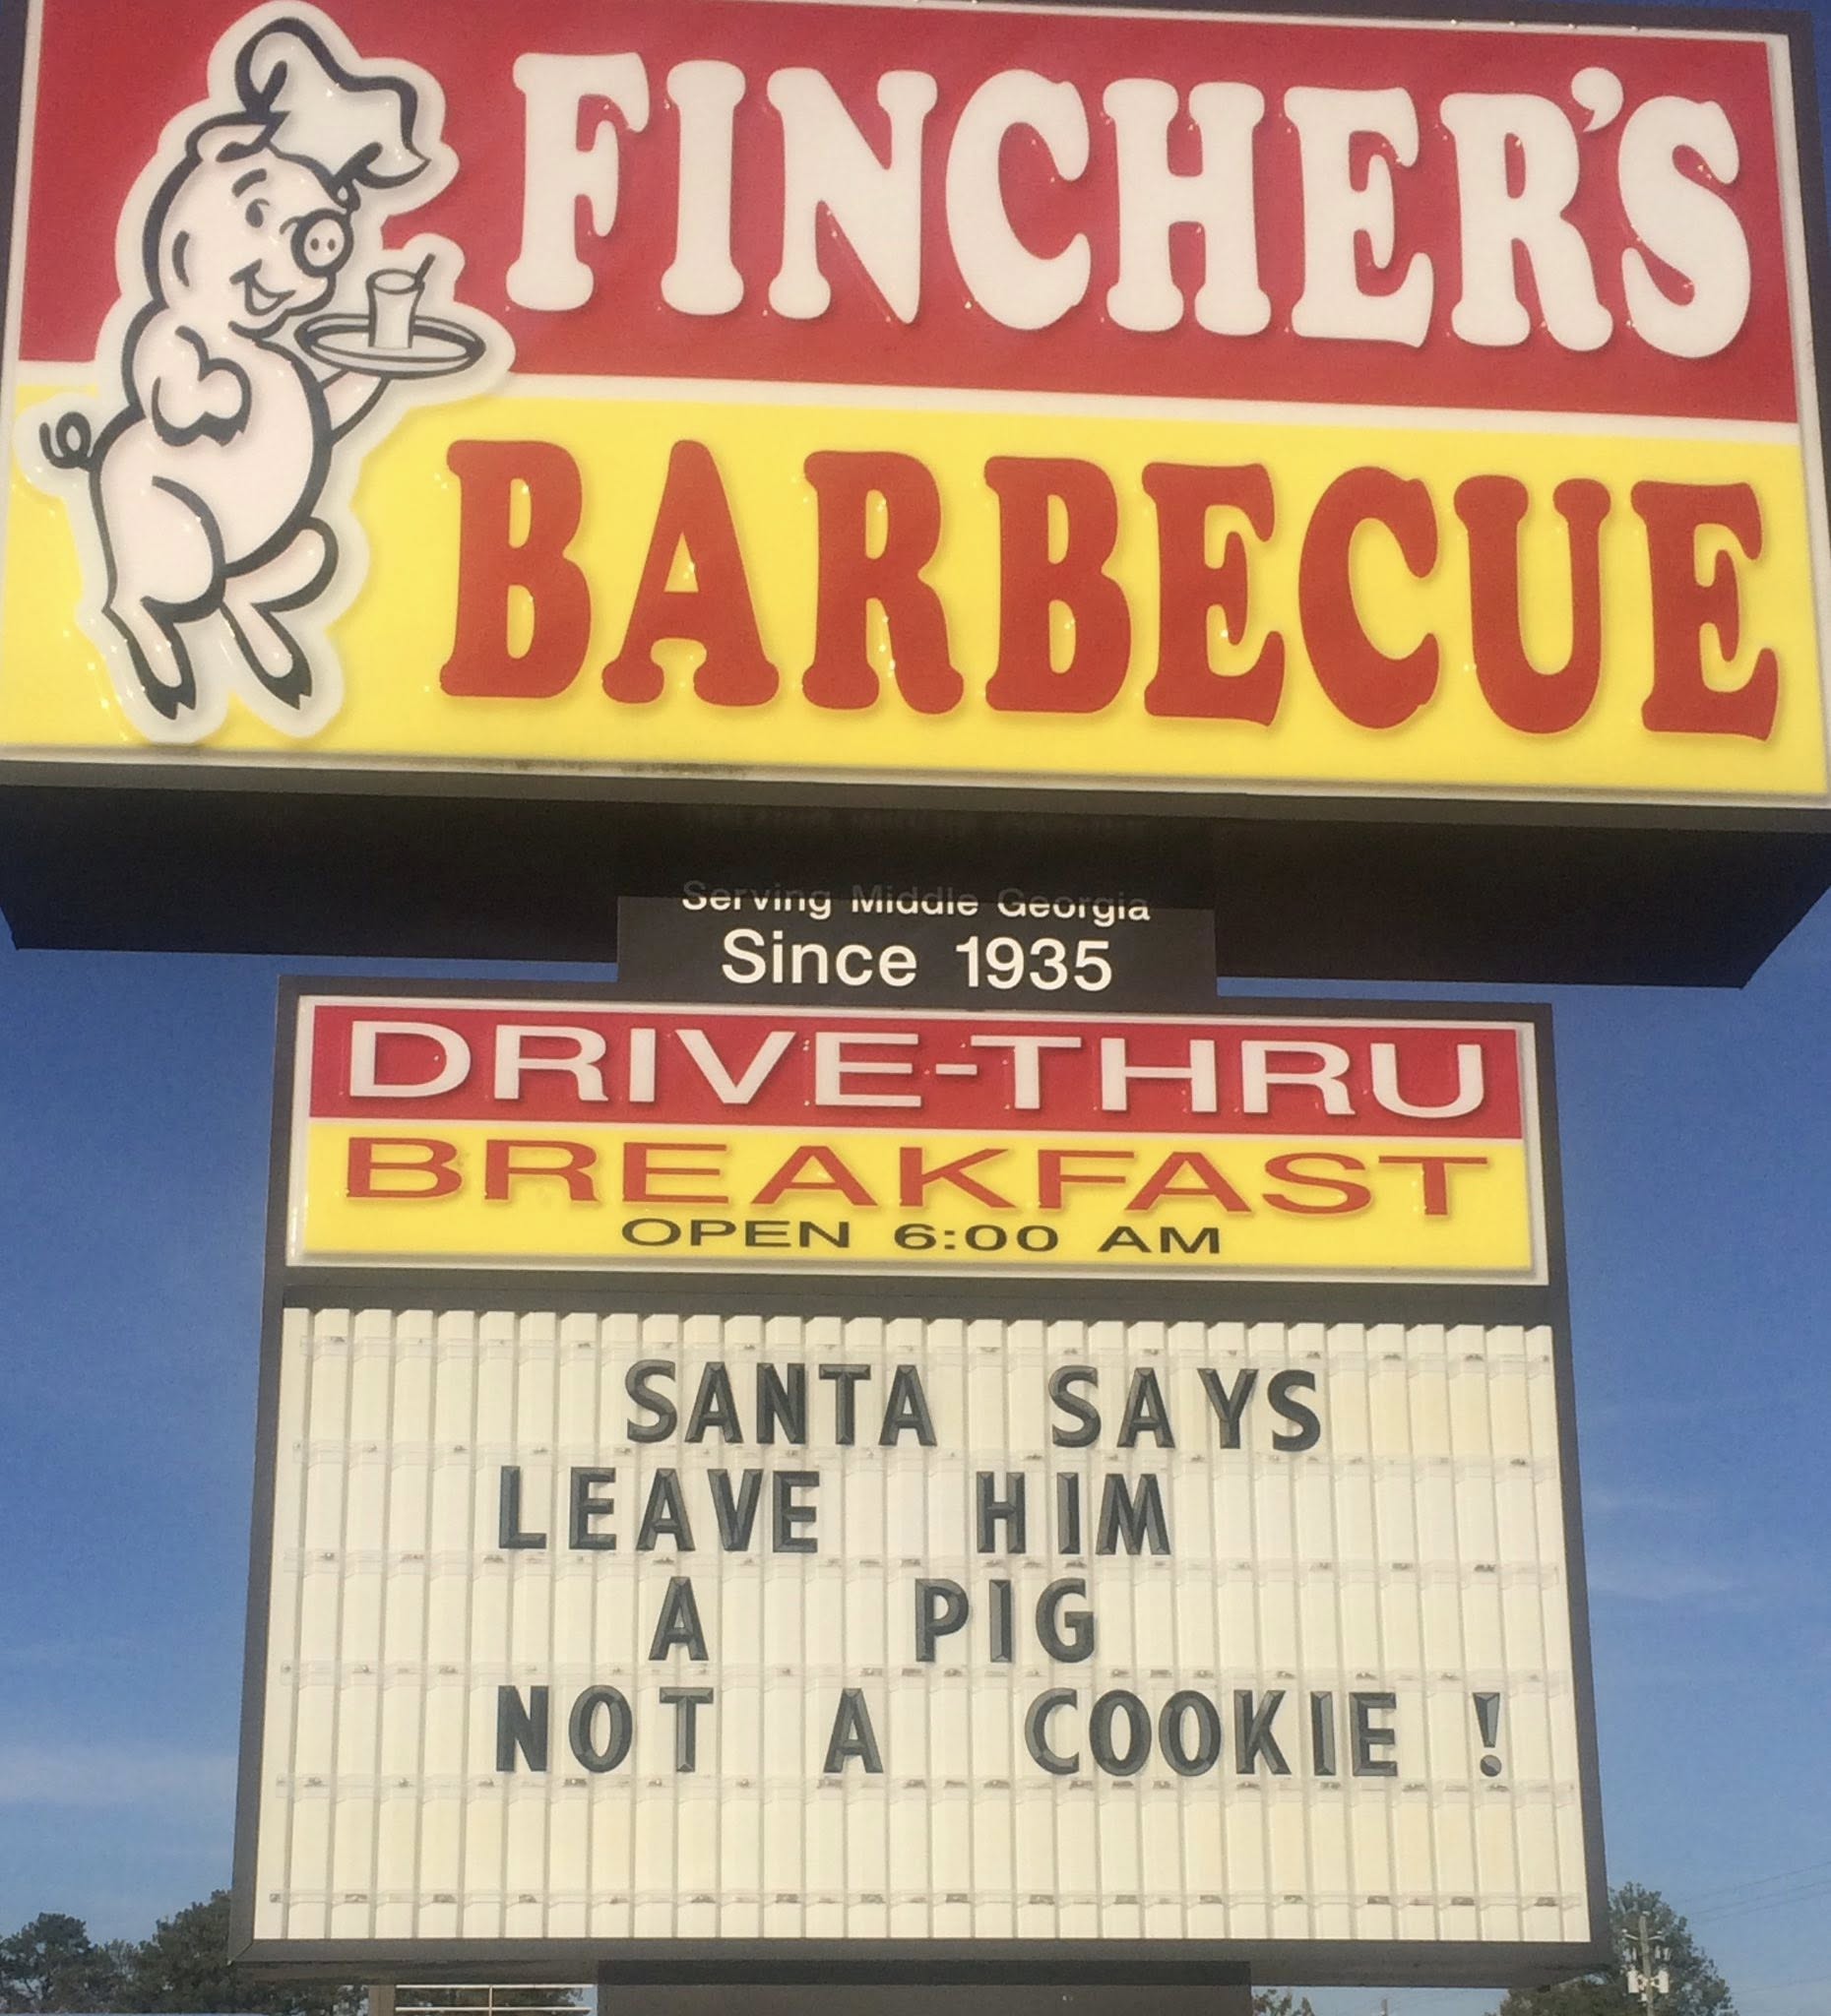 FINCHER'S
BARBECUE
Serving Middle Georgia
Since 1935
DRIVE-THRU
BREAKFAST
OPEN 6:00 AM
SANTA SAYS
LEAVE HIM
A PIG
NOT A COOKIE !